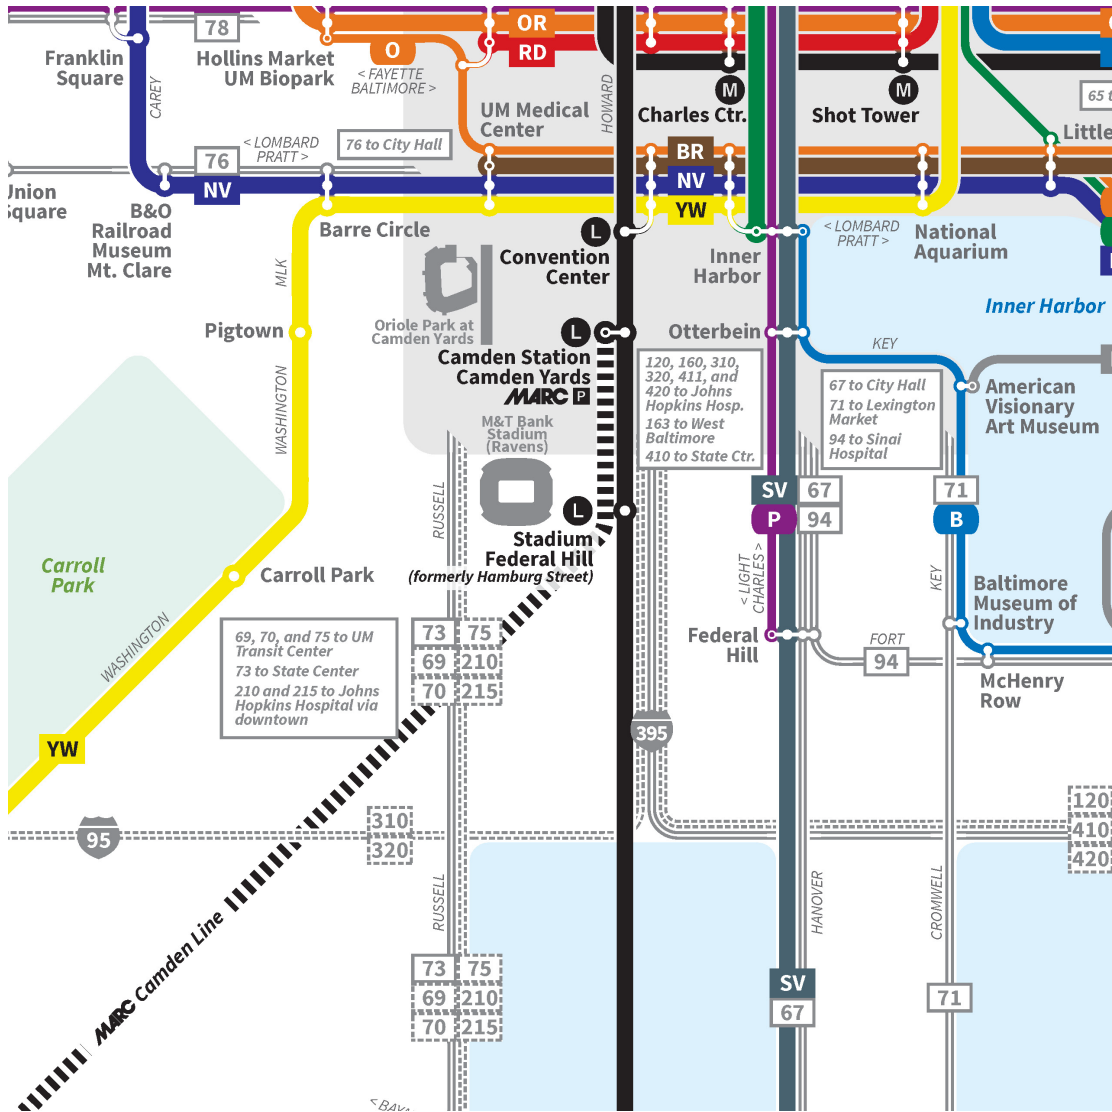 78
OR
RD
O
Franklin
Square
Hollins Market
UM Biopark
< FAYETTE
BALTIMORE >
CAREY
HOWARD
M
M
Charles Ctr.
Shot Tower
UM Medical
Center
65 t
Little
76
< LOMBARD
PRATT >
76 to City Hall
BR
NV
NV
YW
Union
Square
B&O
Railroad
Museum
Mt. Clare
Barre Circle
L
Convention
Center
Inner
Harbor
< LOMBARD
PRATT >
National
Aquarium
MLK
Inner Harbor
Oriole Park at
Camden Yards
Pigtown
L
Otterbein
KEY
Camden Station
Camden Yards
MARC P
120, 160, 310,
320, 411, and
420 to Johns
Hopkins Hosp.
163 to West
Baltimore
410 to State Ctr.
67 to City Hall
71 to Lexington
Market
94 to Sinai
Hospital
American
Visionary
Art Museum
WASHINGTON
M&T Bank
Stadium
(Ravens)
RUSSELL
L
SV
67
P
94
71
B
Stadium
Federal Hill
(formerly Hamburg Street)
Carroll
Park
Carroll Park
< LIGHT
CHARLES >
KEY
Baltimore
Museum of
Industry
WASHINGTON
69, 70, and 75 to UM
Transit Center
73 to State Center
210 and 215 to Johns
Hopkins Hospital via
downtown
73 75
69 210
70 215
Federal
Hill
FORT
94
McHenry
Row
395
YW
95
310
320
120
410
420
RUSSELL
HANOVER
CROMWELL
MARC Camden Line
73 75
69 210
70 215
SV
67
71